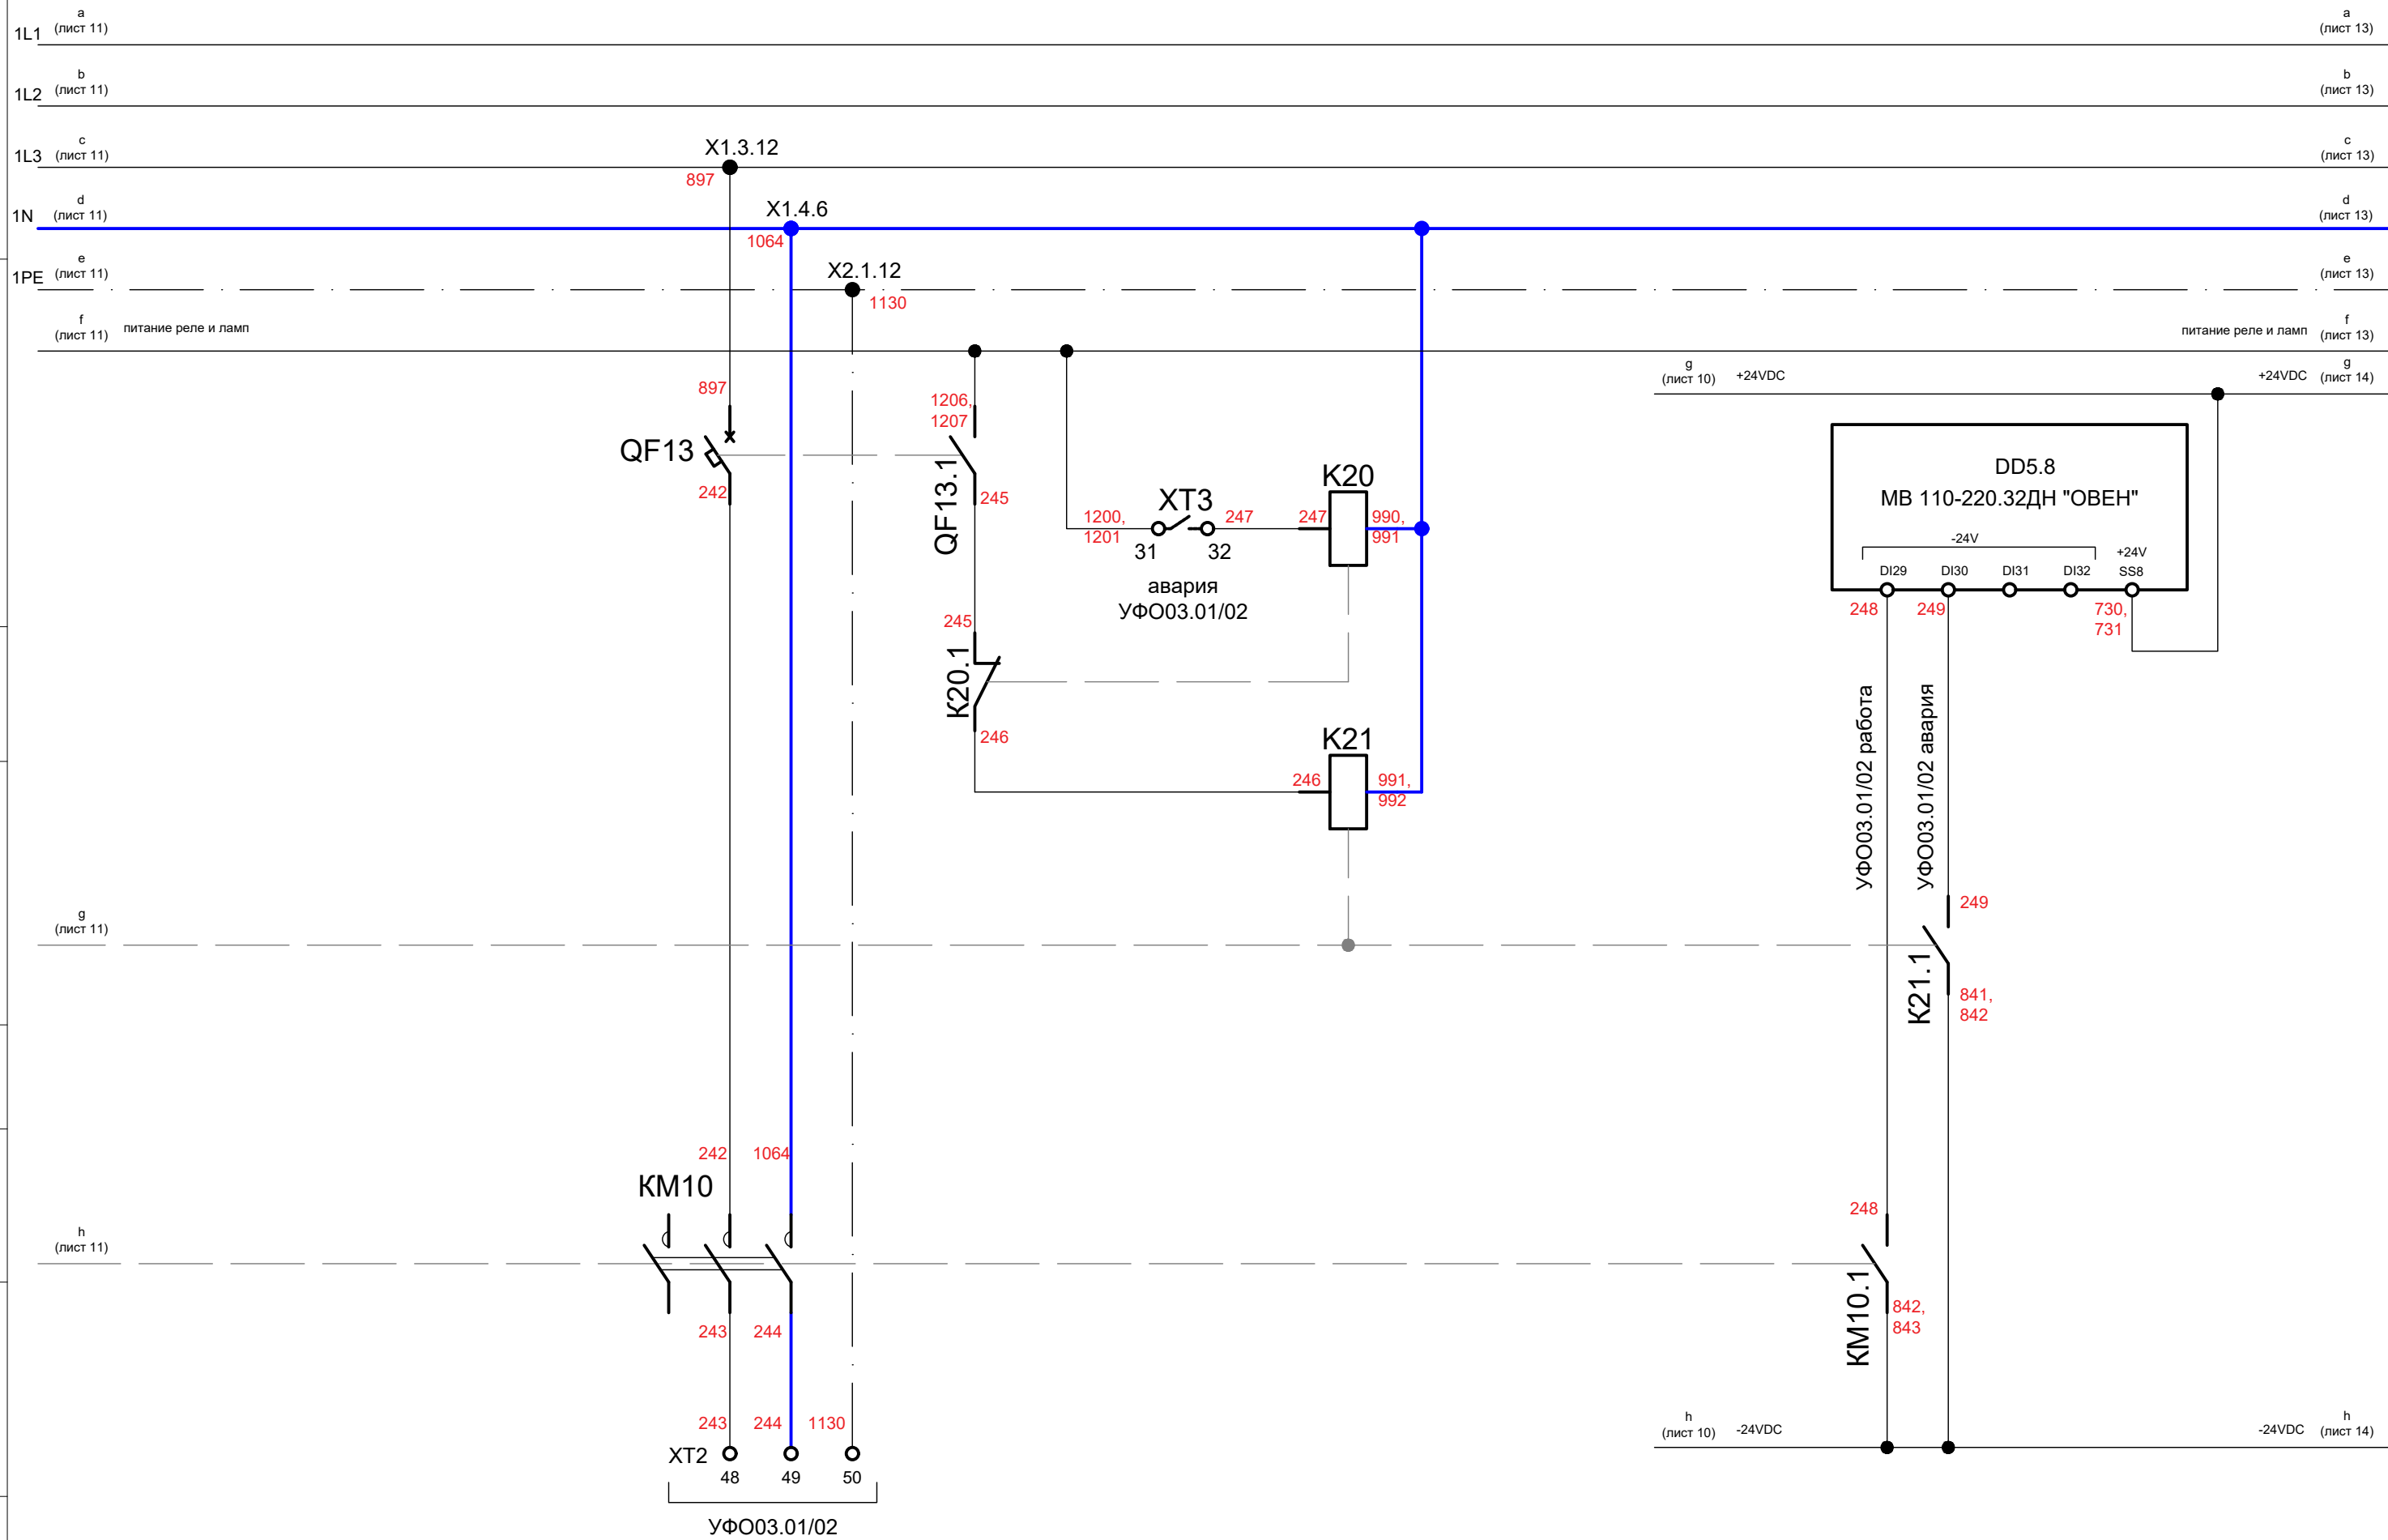 a
(лист 11)
1L1
a
(лист 13)
b
(лист 11)
1L2
b
(лист 13)
c
(лист 11)
1L3
X1.3.12
897
c
(лист 13)
d
(лист 11)
1N
X1.4.6
1064
d
(лист 13)
e
(лист 11)
1PE
X2.1.12
1130
e
(лист 13)
f
(лист 11)
питание реле и ламп
питание реле и ламп
f
(лист 13)
g
(лист 10)
+24VDC
+24VDC
g
(лист 14)
897
QF13
242
1206,
1207
QF13.1
245
1200,
1201
XT3
31
32
247
авария
УФО03.01/02
247
K20
990,
991
DD5.8
МВ 110-220.32ДН "ОВЕН"
-24V
+24V
DI29
DI30
DI31
DI32
SS8
248
249
730,
731
245
K20.1
246
K21
246
991,
992
УФО03.01/02 работа
УФО03.01/02 авария
g
(лист 11)
249
K21.1
841,
842
242
1064
KM10
h
(лист 11)
248
KM10.1
842,
843
243
244
243
244
1130
XT2
48
49
50
УФО03.01/02
h
(лист 10)
-24VDC
-24VDC
h
(лист 14)